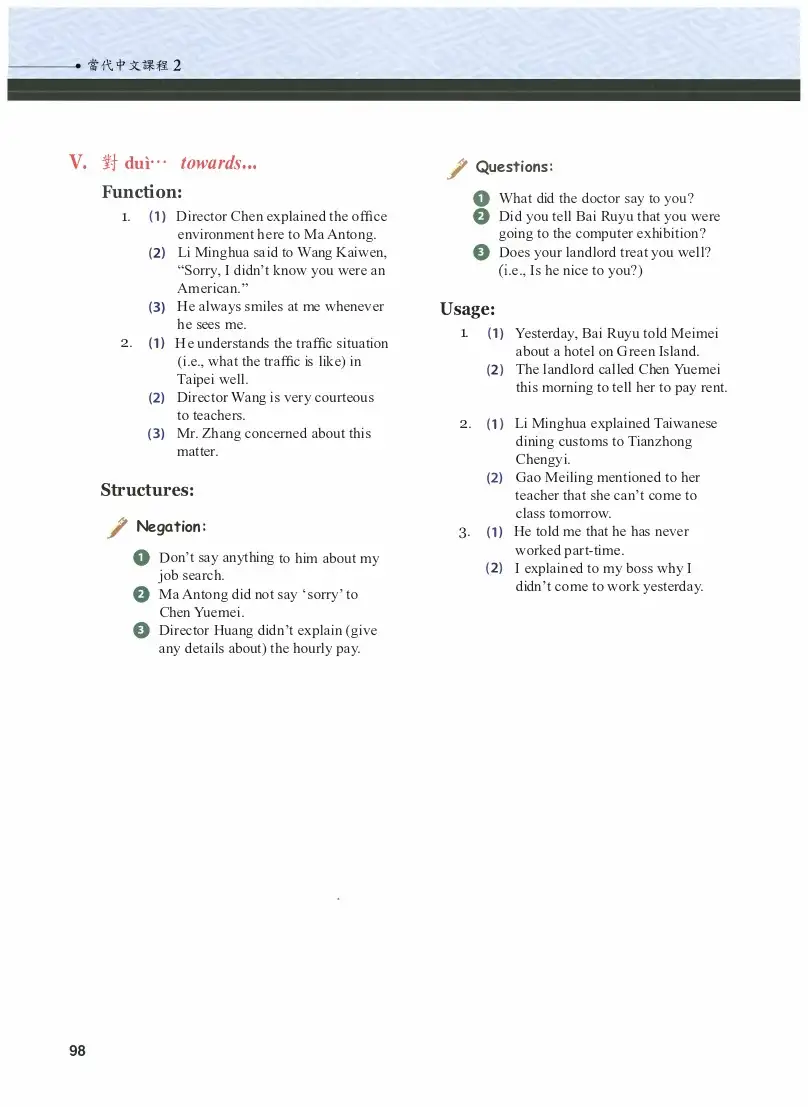 當代中文課程 2
V. 對 duì⋯ towards...
Function:
1. (1) Director Chen explained the office
environment here to Ma Antong.
(2) Li Minghua said to Wang Kaiwen,
“Sorry, I didn’t know you were an
American.”
(3) He always smiles at me whenever
he sees me.
2. (1) He understands the traffic situation
(i.e., what the traffic is like) in
Taipei well.
(2) Director Wang is very courteous
to teachers.
(3) Mr. Zhang concerned about this
matter.
Structures:
Negation:
1 Don’t say anything to him about my
job search.
2 Ma Antong did not say ‘sorry’ to
Chen Yuemei.
3 Director Huang didn’t explain (give
any details about) the hourly pay.
Questions:
1 What did the doctor say to you?
2 Did you tell Bai Ruyu that you were
going to the computer exhibition?
3 Does your landlord treat you well?
(i.e., Is he nice to you?)
Usage:
1. (1) Yesterday, Bai Ruyu told Meimei
about a hotel on Green Island.
(2) The landlord called Chen Yuemei
this morning to tell her to pay rent.
2. (1) Li Minghua explained Taiwanese
dining customs to Tianzhong
Chengyi.
(2) Gao Meiling mentioned to her
teacher that she can’t come to
class tomorrow.
3. (1) He told me that he has never
worked part-time.
(2) I explained to my boss why I
didn’t come to work yesterday.
98